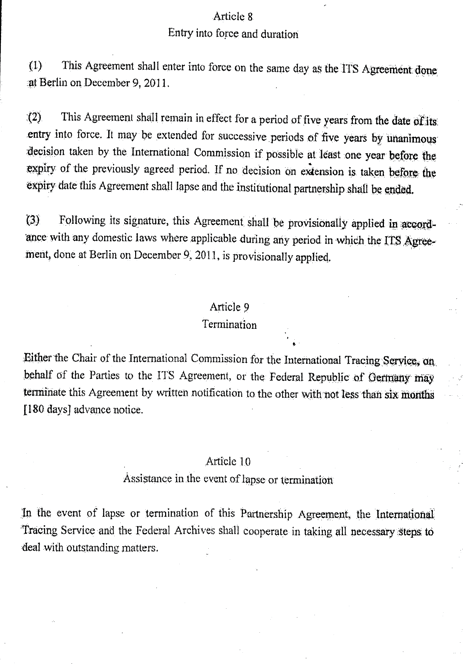 Article 8
Entry into force and duration
(1) This Agreement shall enter into force on the same day as the ITS Agreement done
at Berlin on December 9, 2011.
(2) This Agreement shall remain in effect for a period of five years from the date of its
entry into force. It may be extended for successive periods of five years by unanimous
decision taken by the International Commission if possible at least one year before the
expiry of the previously agreed period. If no decision on extension is taken before the
expiry date this Agreement shall lapse and the institutional partnership shall be ended.
(3) Following its signature, this Agreement shall be provisionally applied in accord-
ance with any domestic laws where applicable during any period in which the ITS Agree-
ment, done at Berlin on December 9, 2011, is provisionally applied.
Article 9
Termination
Either the Chair of the International Commission for the International Tracing Service, on
behalf of the Parties to the ITS Agreement, or the Federal Republic of Germany may
terminate this Agreement by written notification to the other with not less than six months
[180 days] advance notice.
Article 10
Assistance in the event of lapse or termination
In the event of lapse or termination of this Partnership Agreement, the International
Tracing Service and the Federal Archives shall cooperate in taking all necessary steps to
deal with outstanding matters.